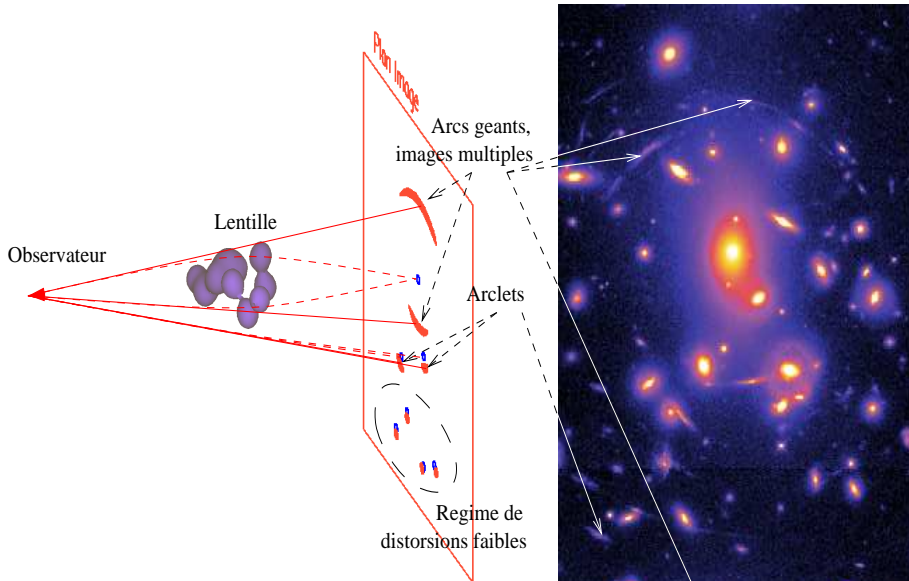 Plan Image
Arcs geants,
images multiples
Lentille
Observateur
Arclets
Regime de
distorsions faibles